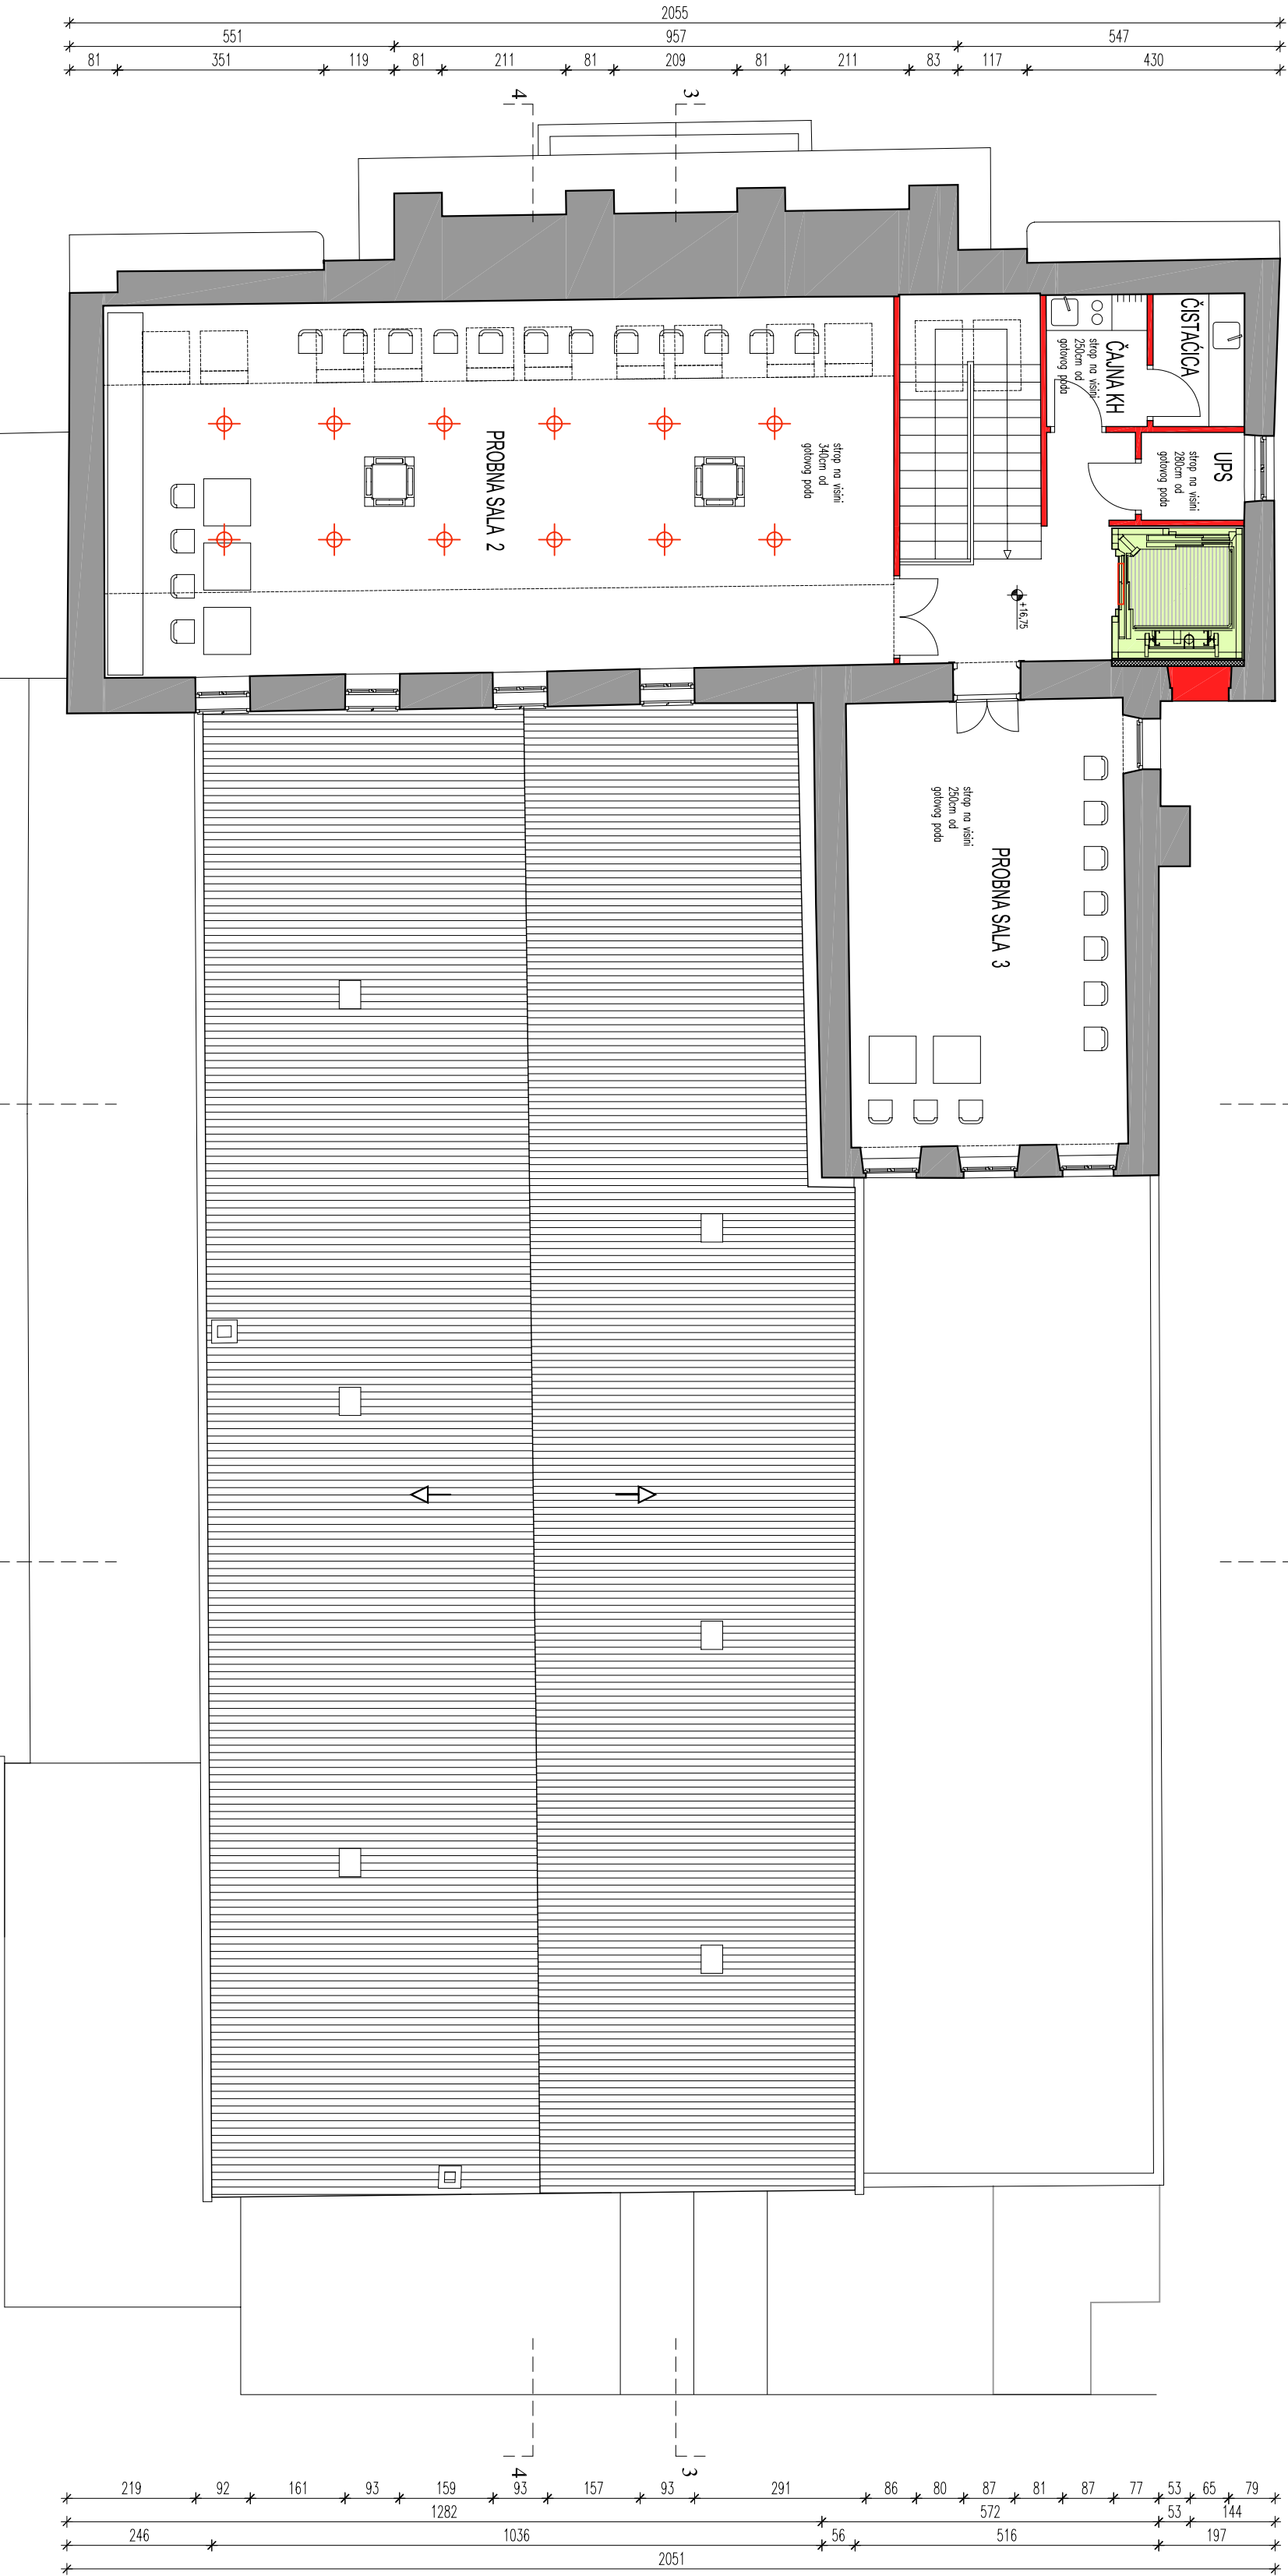 2055
551 957 547
81 351 119 81 211 81 209 81 211 83 117 430
4 3
ČISTAĆICA
ČAJNA KH
strop na visini
250cm od
gotovog poda
UPS
strop na visini
280cm od
gotovog poda
PROBNA SALA 2
strop na visini
340cm od
gotovog poda
+16,75
PROBNA SALA 3
strop na visini
250cm od
gotovog poda
4 3
219 92 161 93 159 93 157 93 291 86 80 87 81 87 77 53 65 79
1282 572 53 144
246 1036 56 516 197
2051